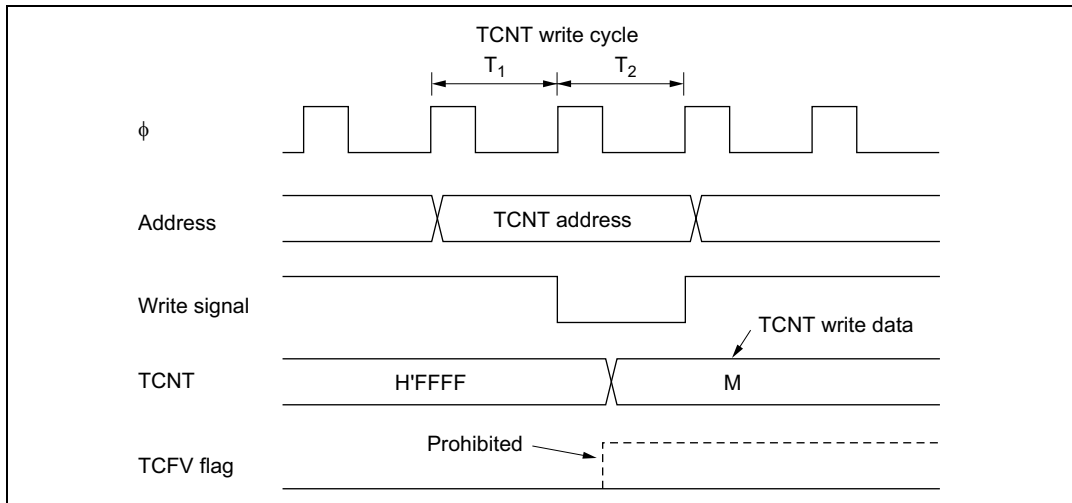 TCNT write cycle
T1 T2
ϕ
Address
TCNT address
Write signal
TCNT write data
TCNT
H'FFFF
M
Prohibited
TCFV flag